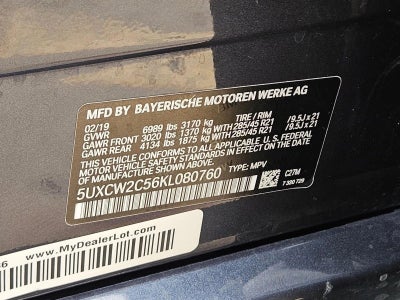 MFD BY BAYERISCHE MOTOREN WERKE AG
02/19 6989 lbs 3170 kg TIRE / RIM
GVWR
GAWR FRONT 3020 lbs 1370 kg WITH 285/45 R21 /9.5J x 21
GAWR REAR 4134 lbs 1875 kg WITH 285/45 R21 /9.5J x 21
THIS VEHICLE CONFORMS TO ALL APPLICABLE FEDERAL
MOTOR VEHICLE SAFETY STANDARDS IN EFFECT ON THE DATE
OF MANUFACTURE SHOWN ABOVE.
5UXCW2C56KL080760 TYPE: MPV
C27M
www.MyDealerLot.com